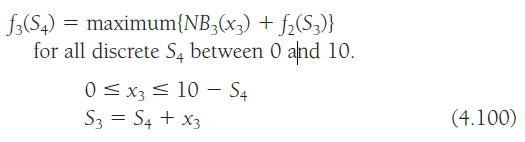 f₃(S₄) = maximum{NB₃(x₃) + f₂(S₃)}
for all discrete S₄ between 0 and 10.
0 ≤ x₃ ≤ 10 − S₄
S₃ = S₄ + x₃ (4.100)